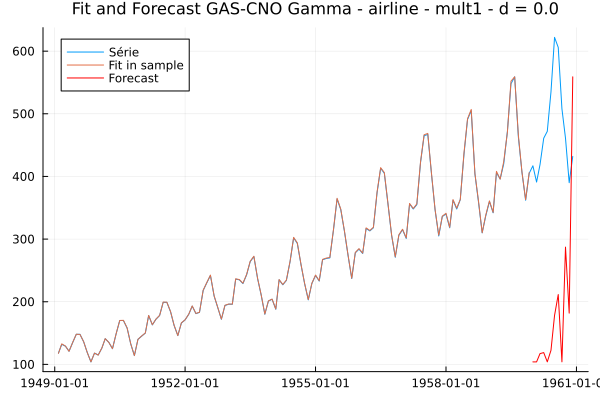 Fit and Forecast GAS-CNO Gamma - airline - mult1 - d = 0.0
Série
Fit in sample
Forecast
600
500
400
300
200
100
1949-01-01
1952-01-01
1955-01-01
1958-01-01
1961-01-0